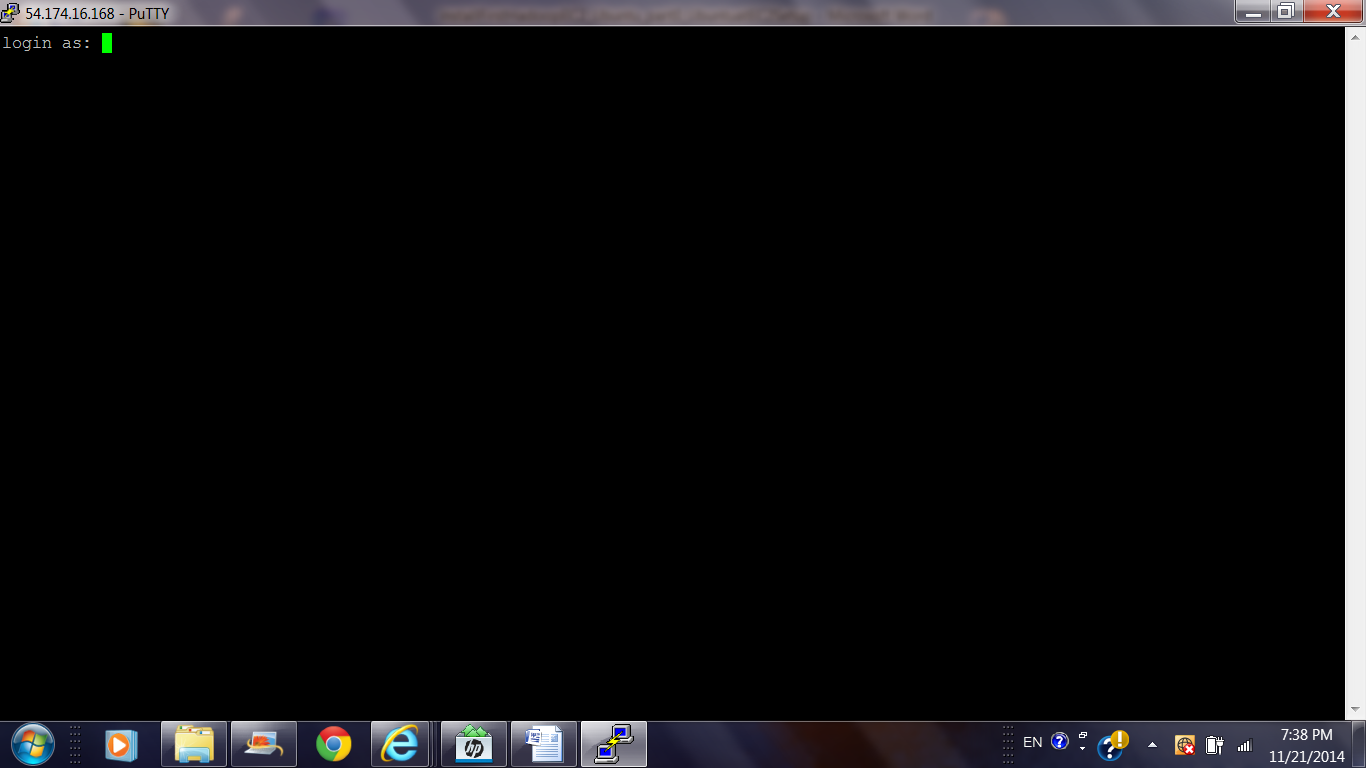 54.174.16.168 - PuTTY
login as:
EN
7:38 PM
11/21/2014